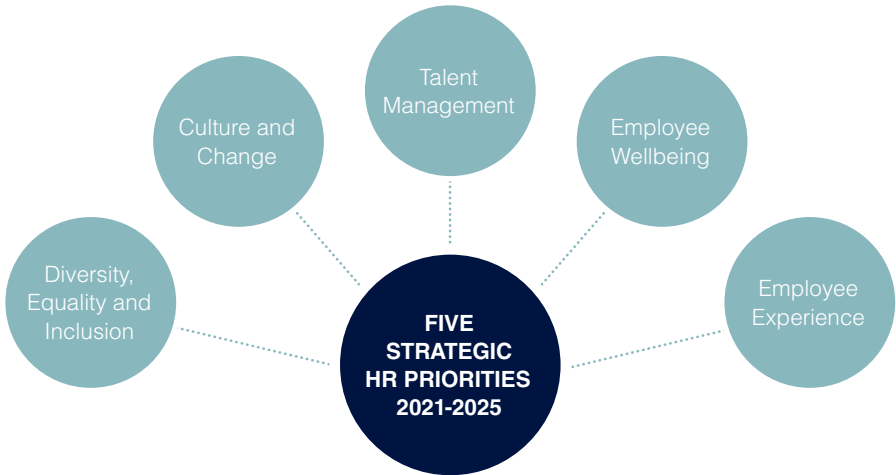 Talent
Management
Culture and
Change
Employee
Wellbeing
Diversity,
Equality and
Inclusion
Employee
Experience
FIVE
STRATEGIC
HR PRIORITIES
2021-2025